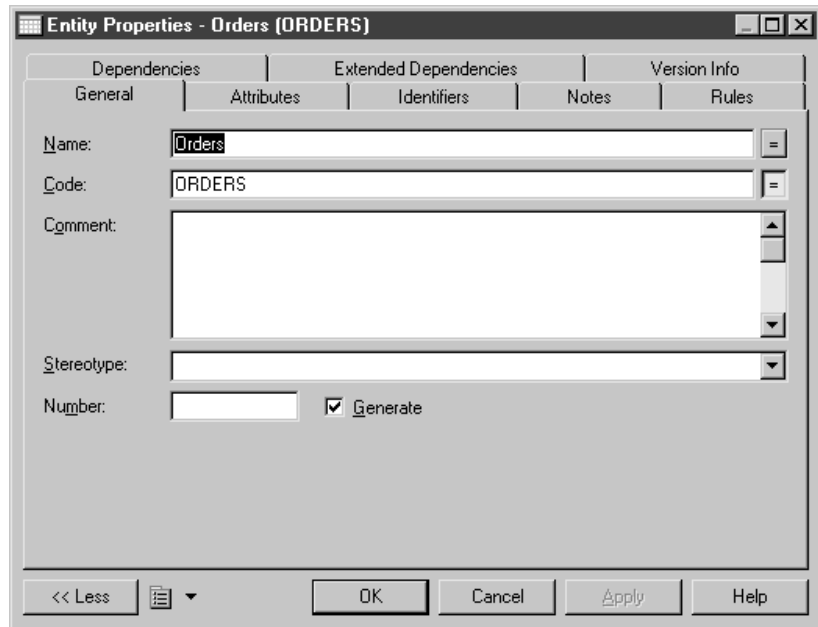 Entity Properties - Orders (ORDERS)
Dependencies Extended Dependencies Version Info
General Attributes Identifiers Notes Rules
Name: Orders =
Code: ORDERS =
Comment:
Stereotype:
Number: Generate
<< Less OK Cancel Apply Help